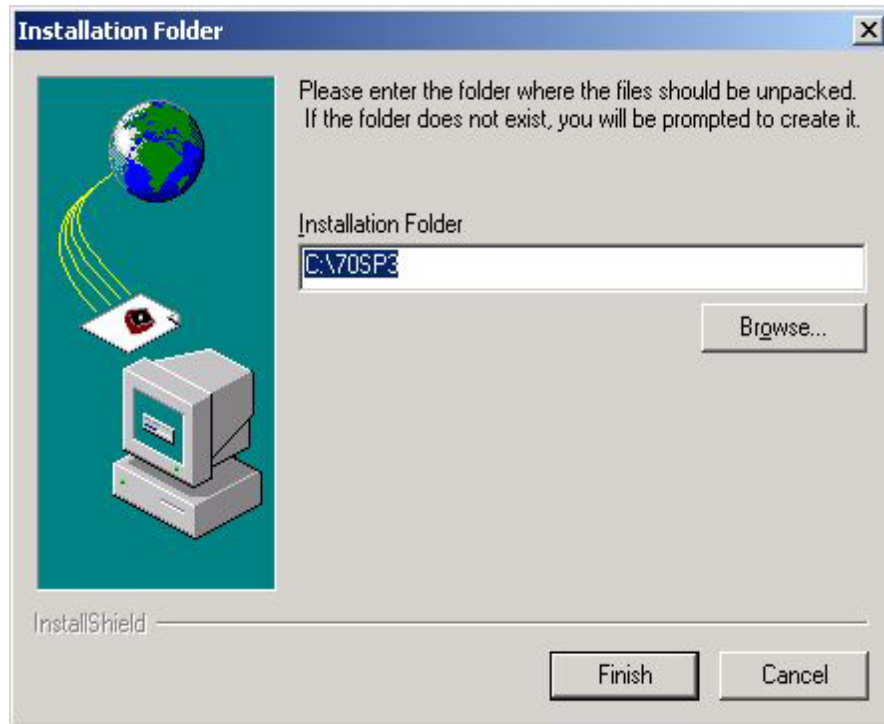 Installation Folder
Please enter the folder where the files should be unpacked.
If the folder does not exist, you will be prompted to create it.
Installation Folder
C:\70SP3
Browse...
InstallShield
Finish
Cancel